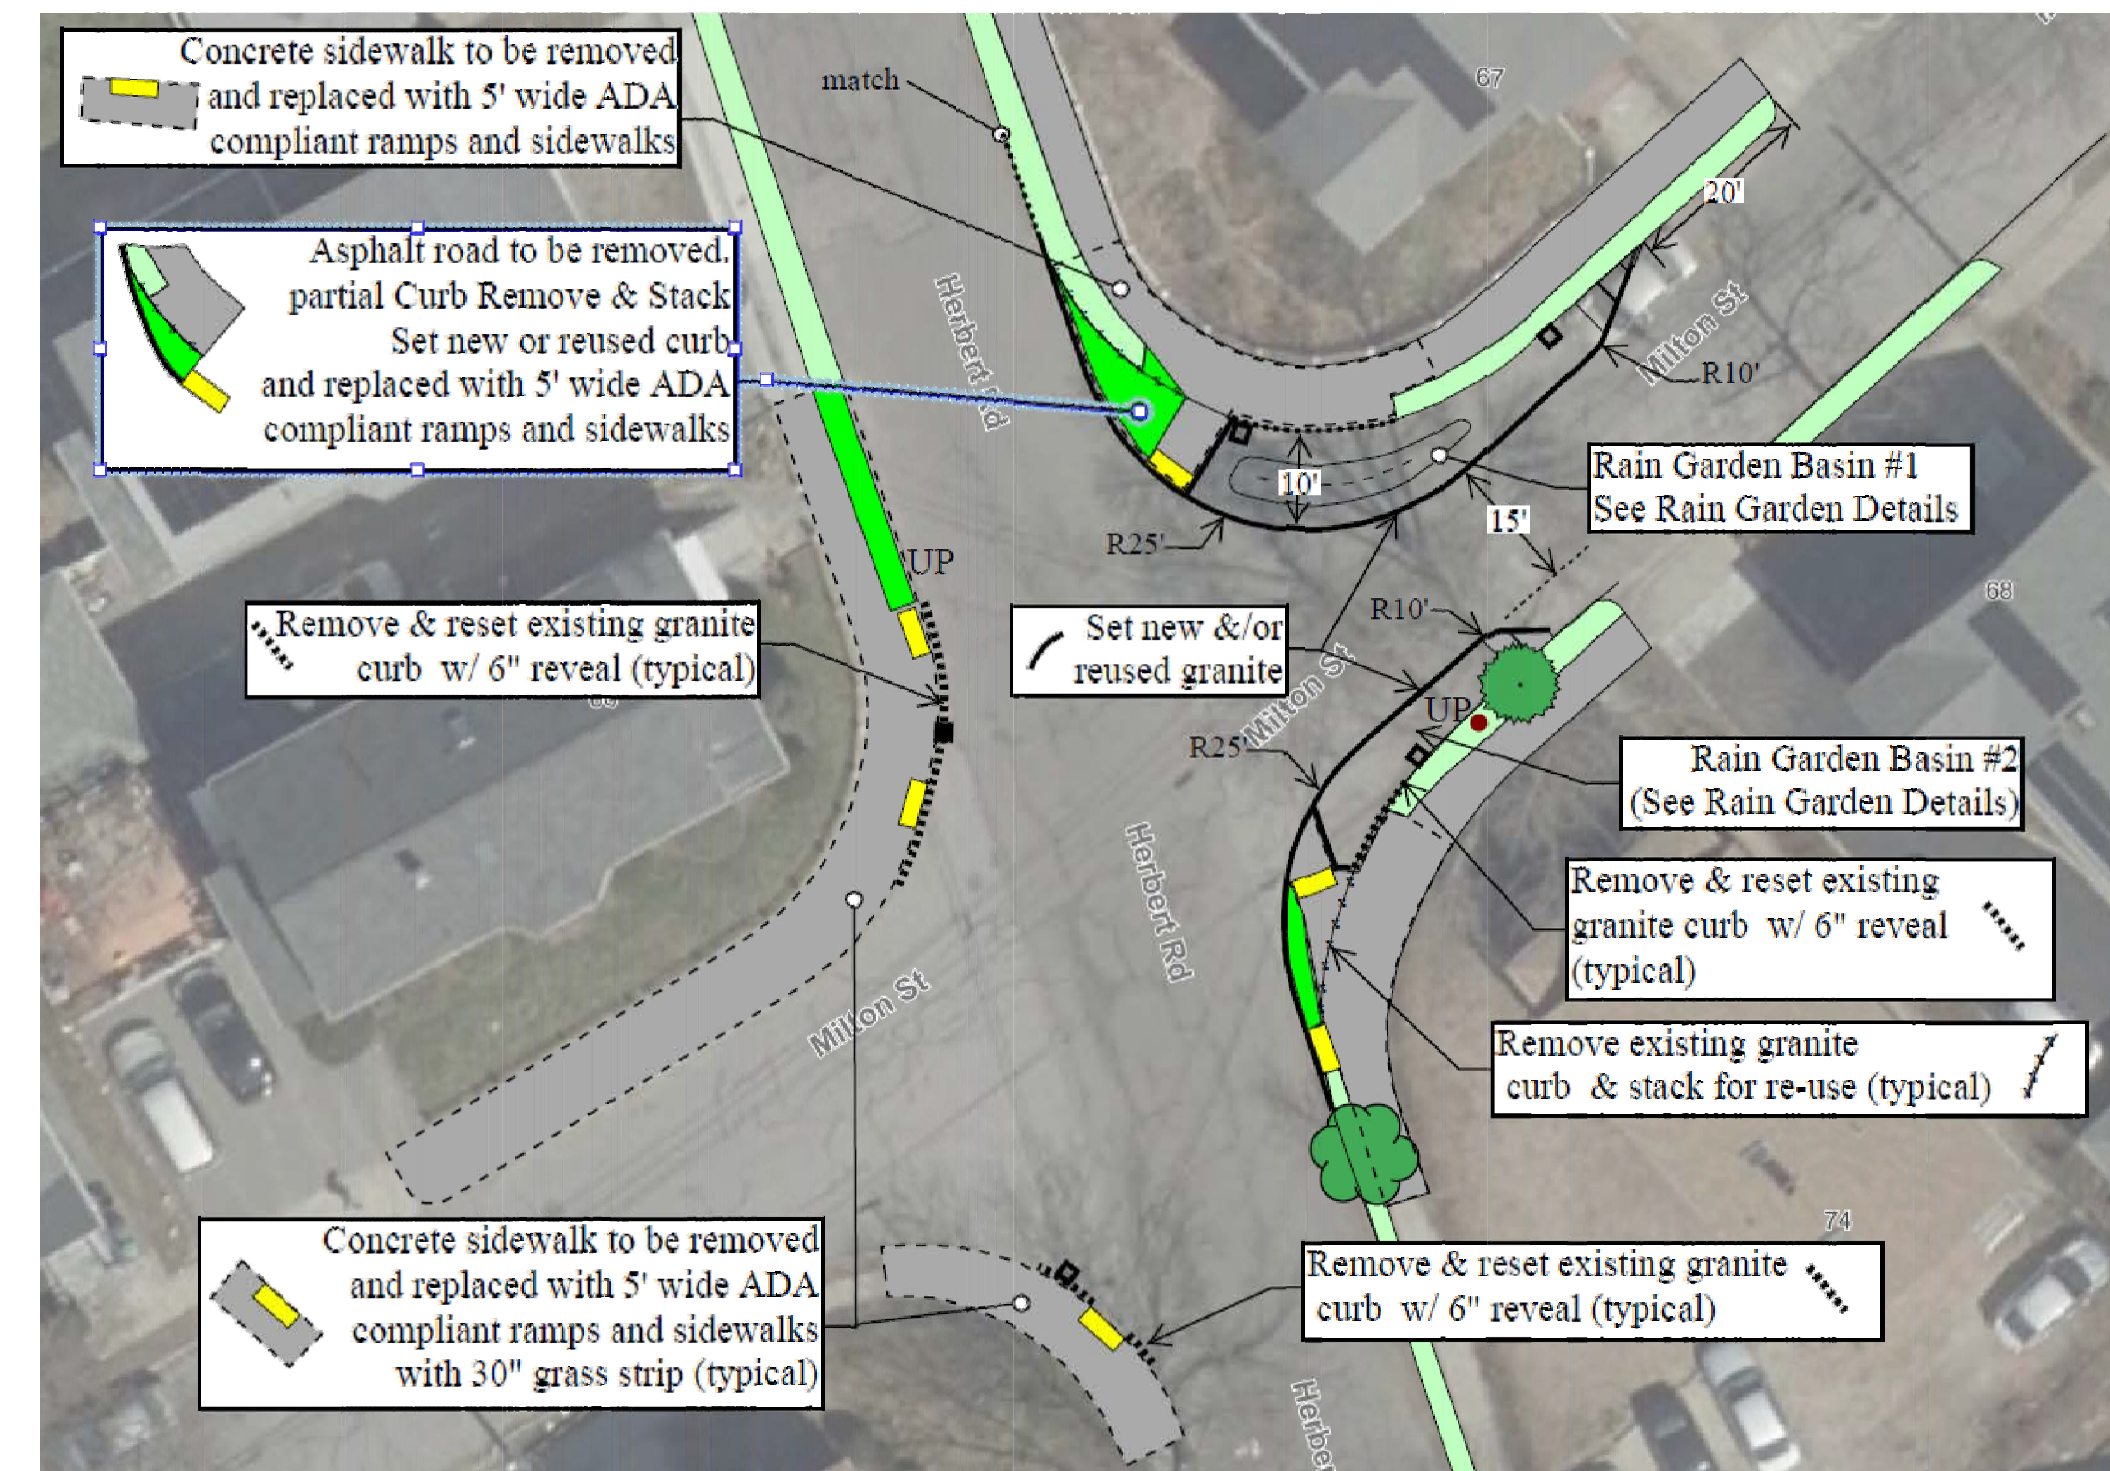 Concrete sidewalk to be removed
and replaced with 5' wide ADA
compliant ramps and sidewalks
match
67
20'
Asphalt road to be removed.
partial Curb Remove & Stack
Set new or reused curb
and replaced with 5' wide ADA
compliant ramps and sidewalks
Herbert Rd
Milton St
R10'
Rain Garden Basin #1
See Rain Garden Details
10'
15'
R25'
UP
68
Remove & reset existing granite
curb w/ 6" reveal (typical)
Set new &/or
reused granite
R10'
Milton St
UP
R25'
Rain Garden Basin #2
(See Rain Garden Details)
Herbert Rd
Remove & reset existing
granite curb w/ 6" reveal
(typical)
Milton St
Remove existing granite
curb & stack for re-use (typical)
74
Concrete sidewalk to be removed
and replaced with 5' wide ADA
compliant ramps and sidewalks
with 30" grass strip (typical)
Remove & reset existing granite
curb w/ 6" reveal (typical)